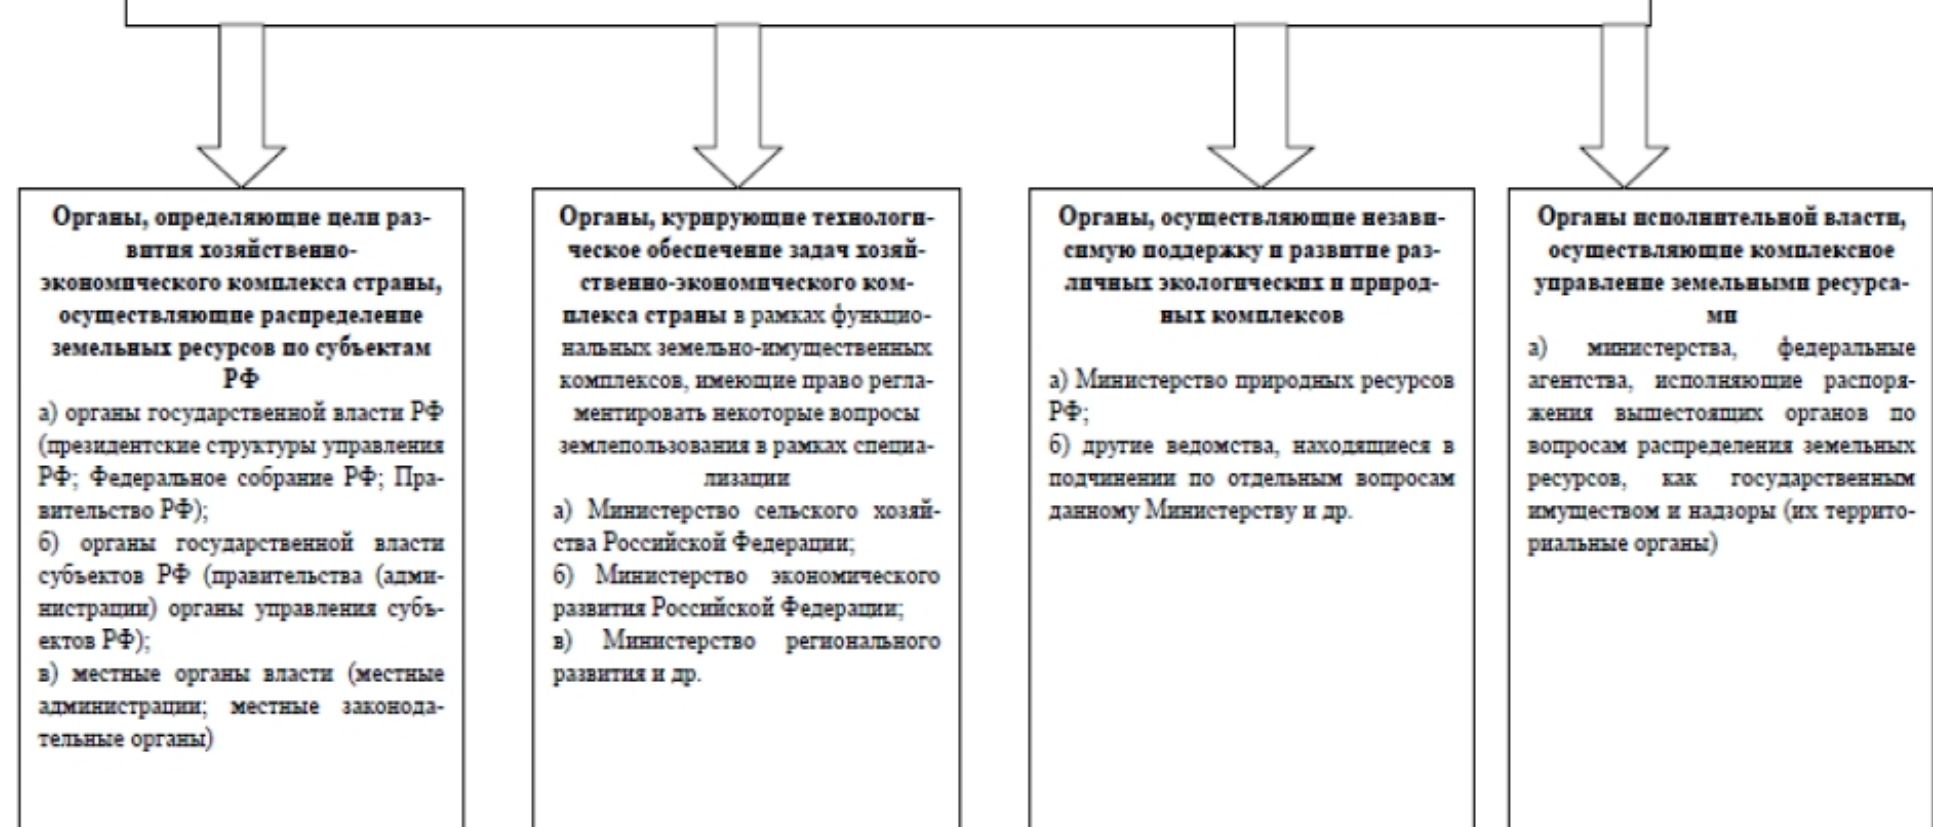 Органы, определяющие цели раз-
вития хозяйственно-
экономического комплекса страны,
осуществляющие распределение
земельных ресурсов по субъектам
РФ
а) органы государственной власти РФ
(президентские структуры управления
РФ; Федеральное собрание РФ; Пра-
вительство РФ);
б) органы государственной власти
субъектов РФ (правительства (адми-
нистрации) органы управления субъ-
ектов РФ);
в) местные органы власти (местные
администрации; местные законода-
тельные органы)
Органы, курирующие технологи-
ческое обеспечение задач хозяй-
ственно-экономического ком-
плекса страны в рамках функцио-
нальных земельно-имущественных
комплексов, имеющие право регла-
ментировать некоторые вопросы
землепользования в рамках специа-
лизации
а) Министерство сельского хозяй-
ства Российской Федерации;
б) Министерство экономического
развития Российской Федерации;
в) Министерство регионального
развития и др.
Органы, осуществляющие незави-
симую поддержку и развитие раз-
личных экологических и природ-
ных комплексов
а) Министерство природных ресурсов
РФ;
б) другие ведомства, находящиеся в
подчинении по отдельным вопросам
данному Министерству и др.
Органы исполнительной власти,
осуществляющие комплексное
управление земельными ресурса-
ми
а) министерства, федеральные
агентства, исполняющие распоря-
жения вышестоящих органов по
вопросам распределения земельных
ресурсов, как государственным
имуществом и надзоры (их террито-
риальные органы)